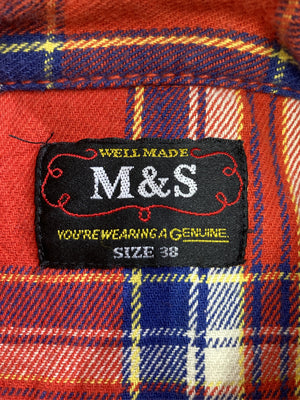 WELL MADE
M&S
YOU'RE WEARING A GENUINE.
SIZE 38